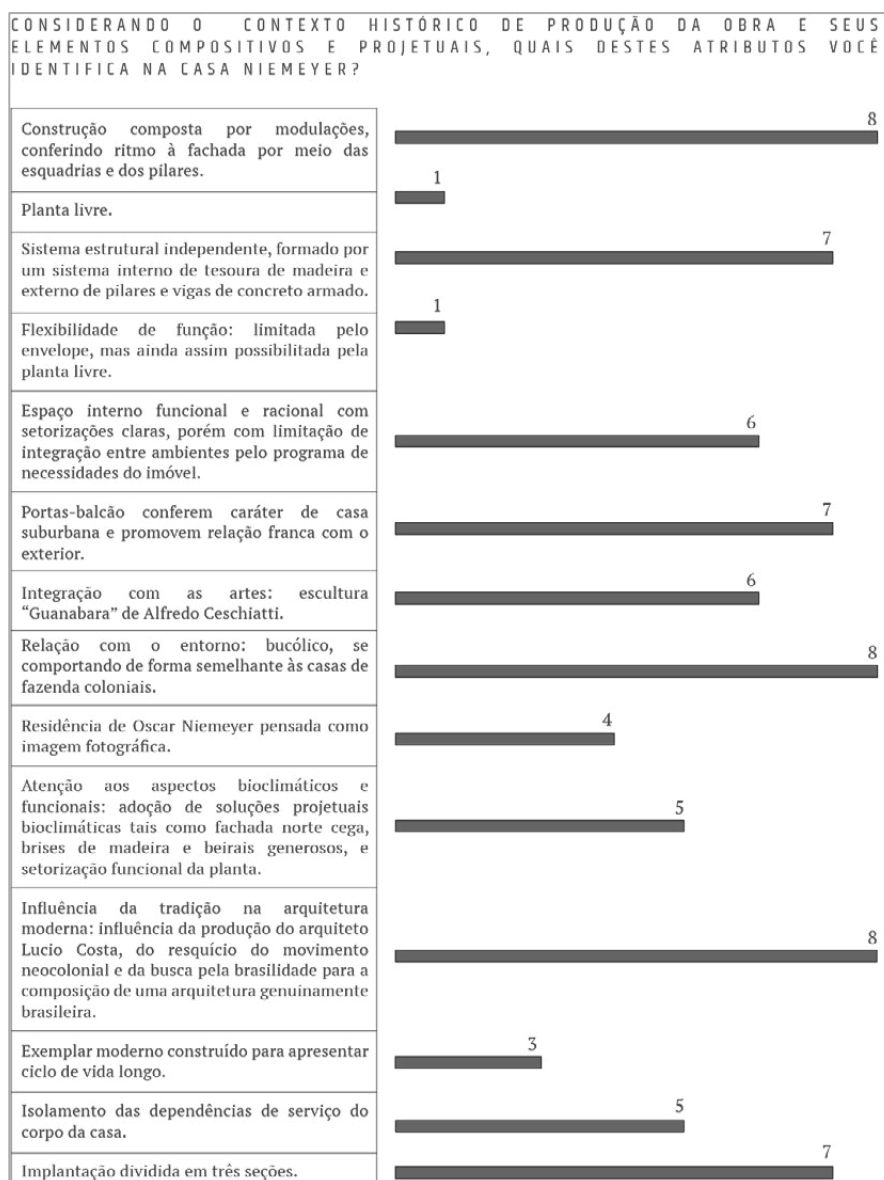 CONSIDERANDO O CONTEXTO HISTÓRICO DE PRODUÇÃO DA OBRA E SEUS
ELEMENTOS COMPOSITIVOS E PROJETUAIS, QUAIS DESTES ATRIBUTOS VOCÊ
IDENTIFICA NA CASA NIEMEYER?
Construção composta por modulações,
conferindo ritmo à fachada por meio das
esquadrias e dos pilares.
8
Planta livre.
1
Sistema estrutural independente, formado por
um sistema interno de tesoura de madeira e
externo de pilares e vigas de concreto armado.
7
Flexibilidade de função: limitada pelo
envelope, mas ainda assim possibilitada pela
planta livre.
1
Espaço interno funcional e racional com
setorizações claras, porém com limitação de
integração entre ambientes pelo programa de
necessidades do imóvel.
6
Portas-balcão conferem caráter de casa
suburbana e promovem relação franca com o
exterior.
7
Integração com as artes: escultura
“Guanabara” de Alfredo Ceschiatti.
6
Relação com o entorno: bucólico, se
comportando de forma semelhante às casas de
fazenda coloniais.
8
Residência de Oscar Niemeyer pensada como
imagem fotográfica.
4
Atenção aos aspectos bioclimáticos e
funcionais: adoção de soluções projetuais
bioclimáticas tais como fachada norte cega,
brises de madeira e beirais generosos, e
setorização funcional da planta.
5
Influência da tradição na arquitetura
moderna: influência da produção do arquiteto
Lucio Costa, do resquício do movimento
neocolonial e da busca pela brasilidade para a
composição de uma arquitetura genuinamente
brasileira.
8
Exemplar moderno construído para apresentar
ciclo de vida longo.
3
Isolamento das dependências de serviço do
corpo da casa.
5
Implantação dividida em três seções.
7